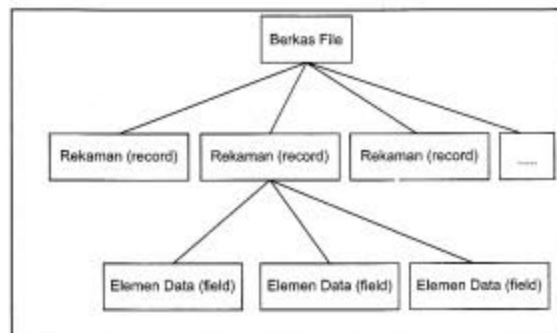 Berkas File
Rekaman (record) Rekaman (record) Rekaman (record) ......
Elemen Data (field) Elemen Data (field) Elemen Data (field)